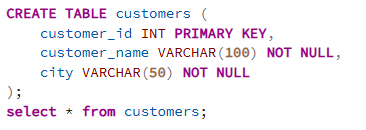 CREATE TABLE customers (
    customer_id INT PRIMARY KEY,
    customer_name VARCHAR(100) NOT NULL,
    city VARCHAR(50) NOT NULL
);
select * from customers;